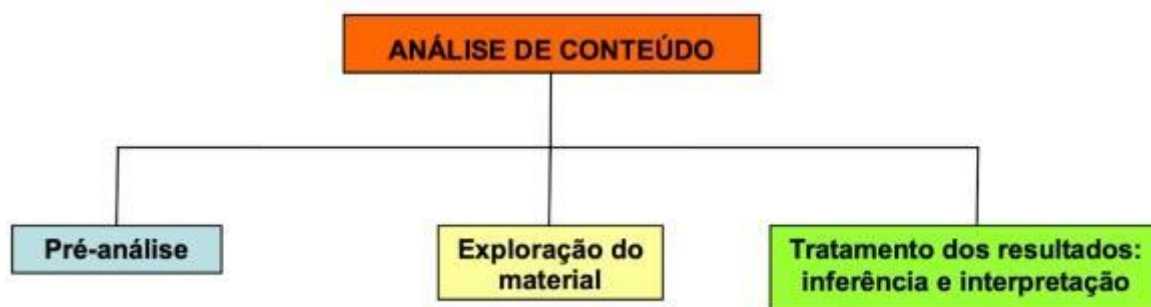 ANÁLISE DE CONTEÚDO
Pré-análise
Exploração do
material
Tratamento dos resultados:
inferência e interpretação